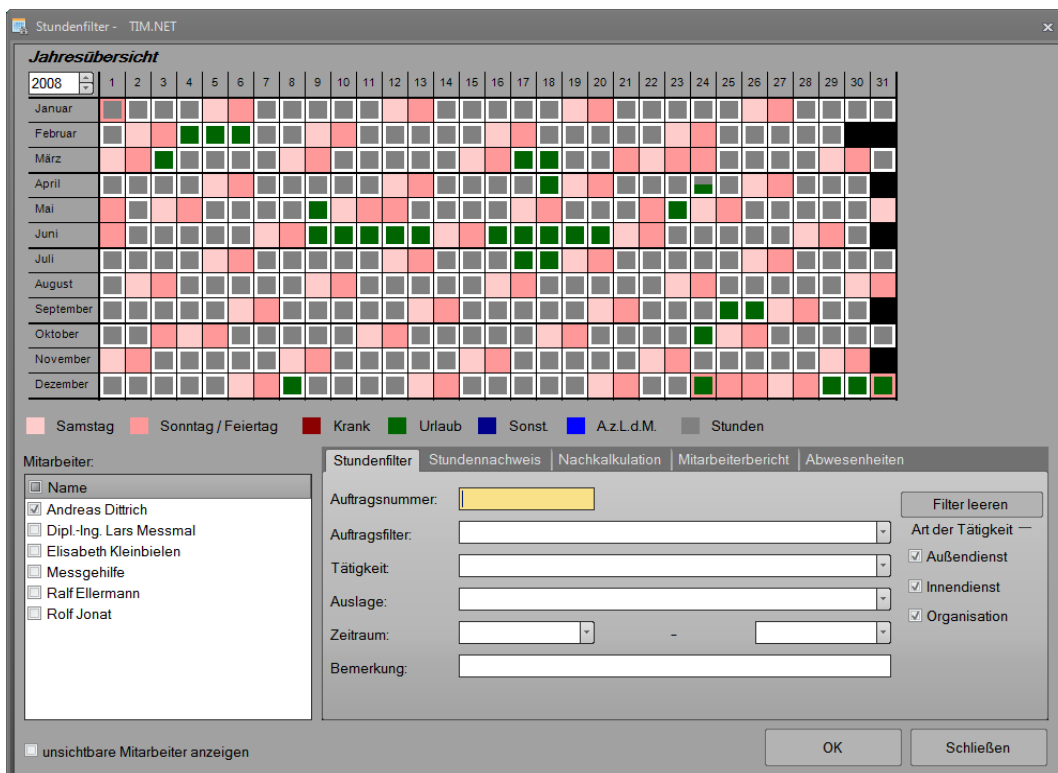 Stundenfilter - TIM.NET
Jahresübersicht
2008 1 2 3 4 5 6 7 8 9 10 11 12 13 14 15 16 17 18 19 20 21 22 23 24 25 26 27 28 29 30 31
Januar
Februar
März
April
Mai
Juni
Juli
August
September
Oktober
November
Dezember
Samstag Sonntag / Feiertag Krank Urlaub Sonst. A.z.L.d.M. Stunden
Mitarbeiter:
Name
Andreas Dittrich
Dipl.-Ing. Lars Messmal
Elisabeth Kleinbielen
Messgehilfe
Ralf Ellermann
Rolf Jonat
unsichtbare Mitarbeiter anzeigen
Stundenfilter Stundennachweis Nachkalkulation Mitarbeiterbericht Abwesenheiten
Auftragsnummer:
Auftragsfilter:
Tätigkeit:
Auslage:
Zeitraum: -
Bemerkung:
Filter leeren
Art der Tätigkeit
Außendienst
Innendienst
Organisation
OK Schließen